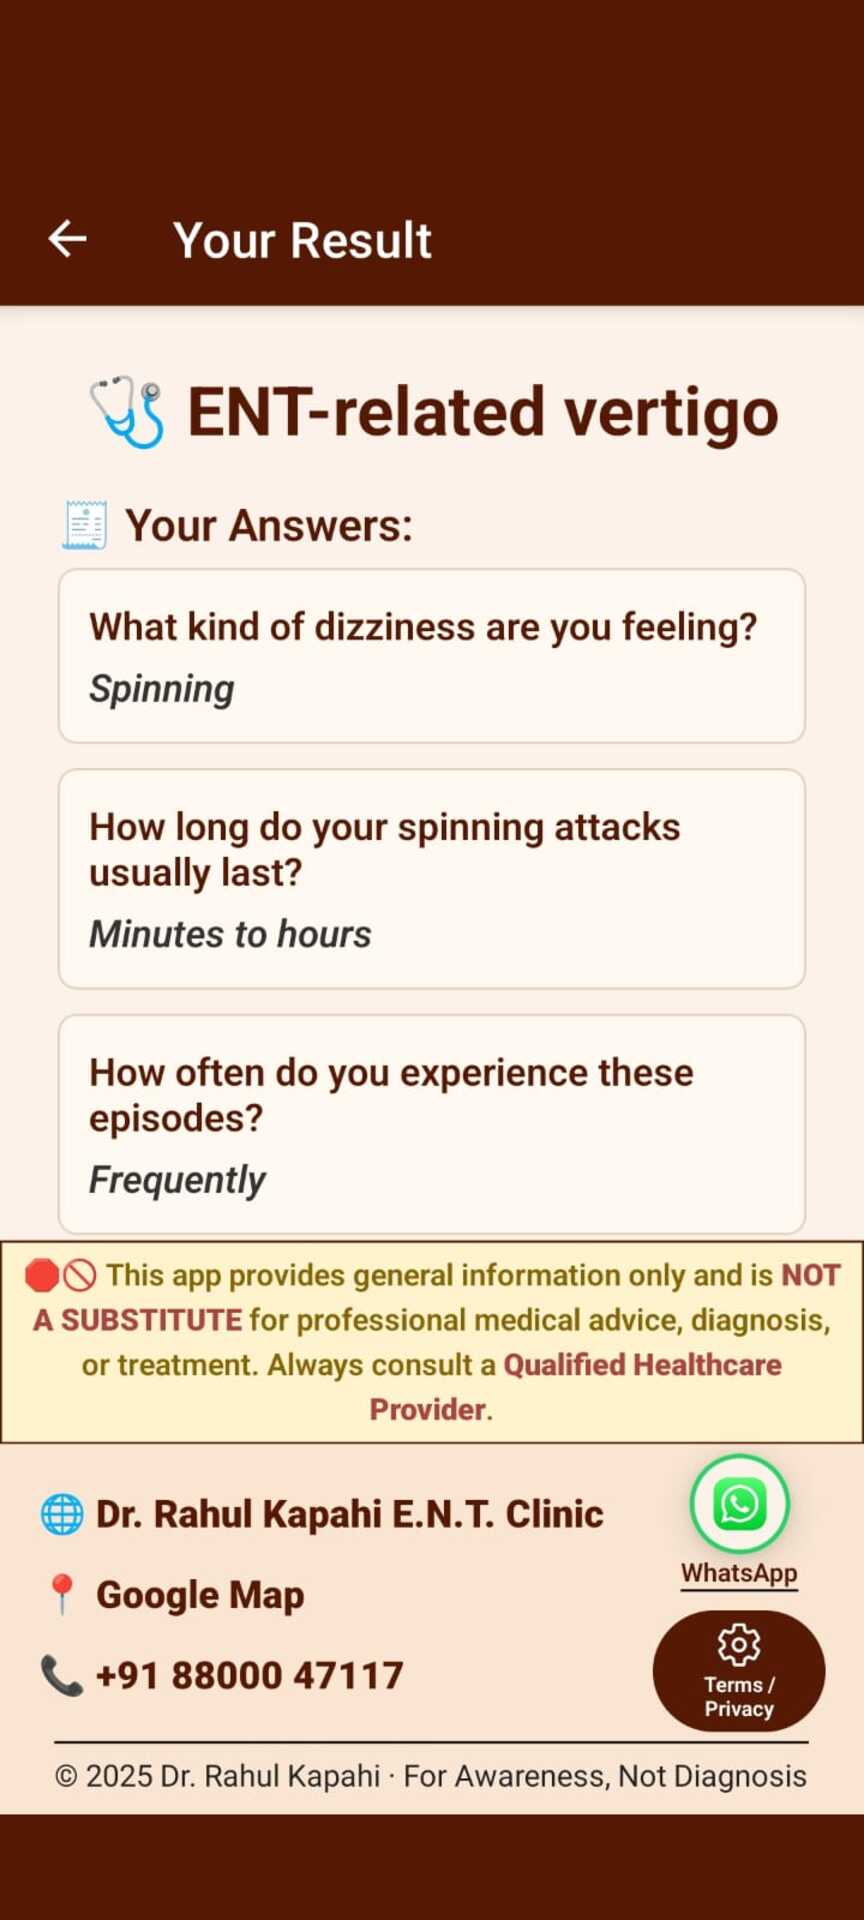 Your Result
ENT-related vertigo
Your Answers:
What kind of dizziness are you feeling?
Spinning
How long do your spinning attacks
usually last?
Minutes to hours
How often do you experience these
episodes?
Frequently
This app provides general information only and is NOT
A SUBSTITUTE for professional medical advice, diagnosis,
or treatment. Always consult a Qualified Healthcare
Provider.
Dr. Rahul Kapahi E.N.T. Clinic
WhatsApp
Google Map
+91 88000 47117
Terms /
Privacy
© 2025 Dr. Rahul Kapahi · For Awareness, Not Diagnosis